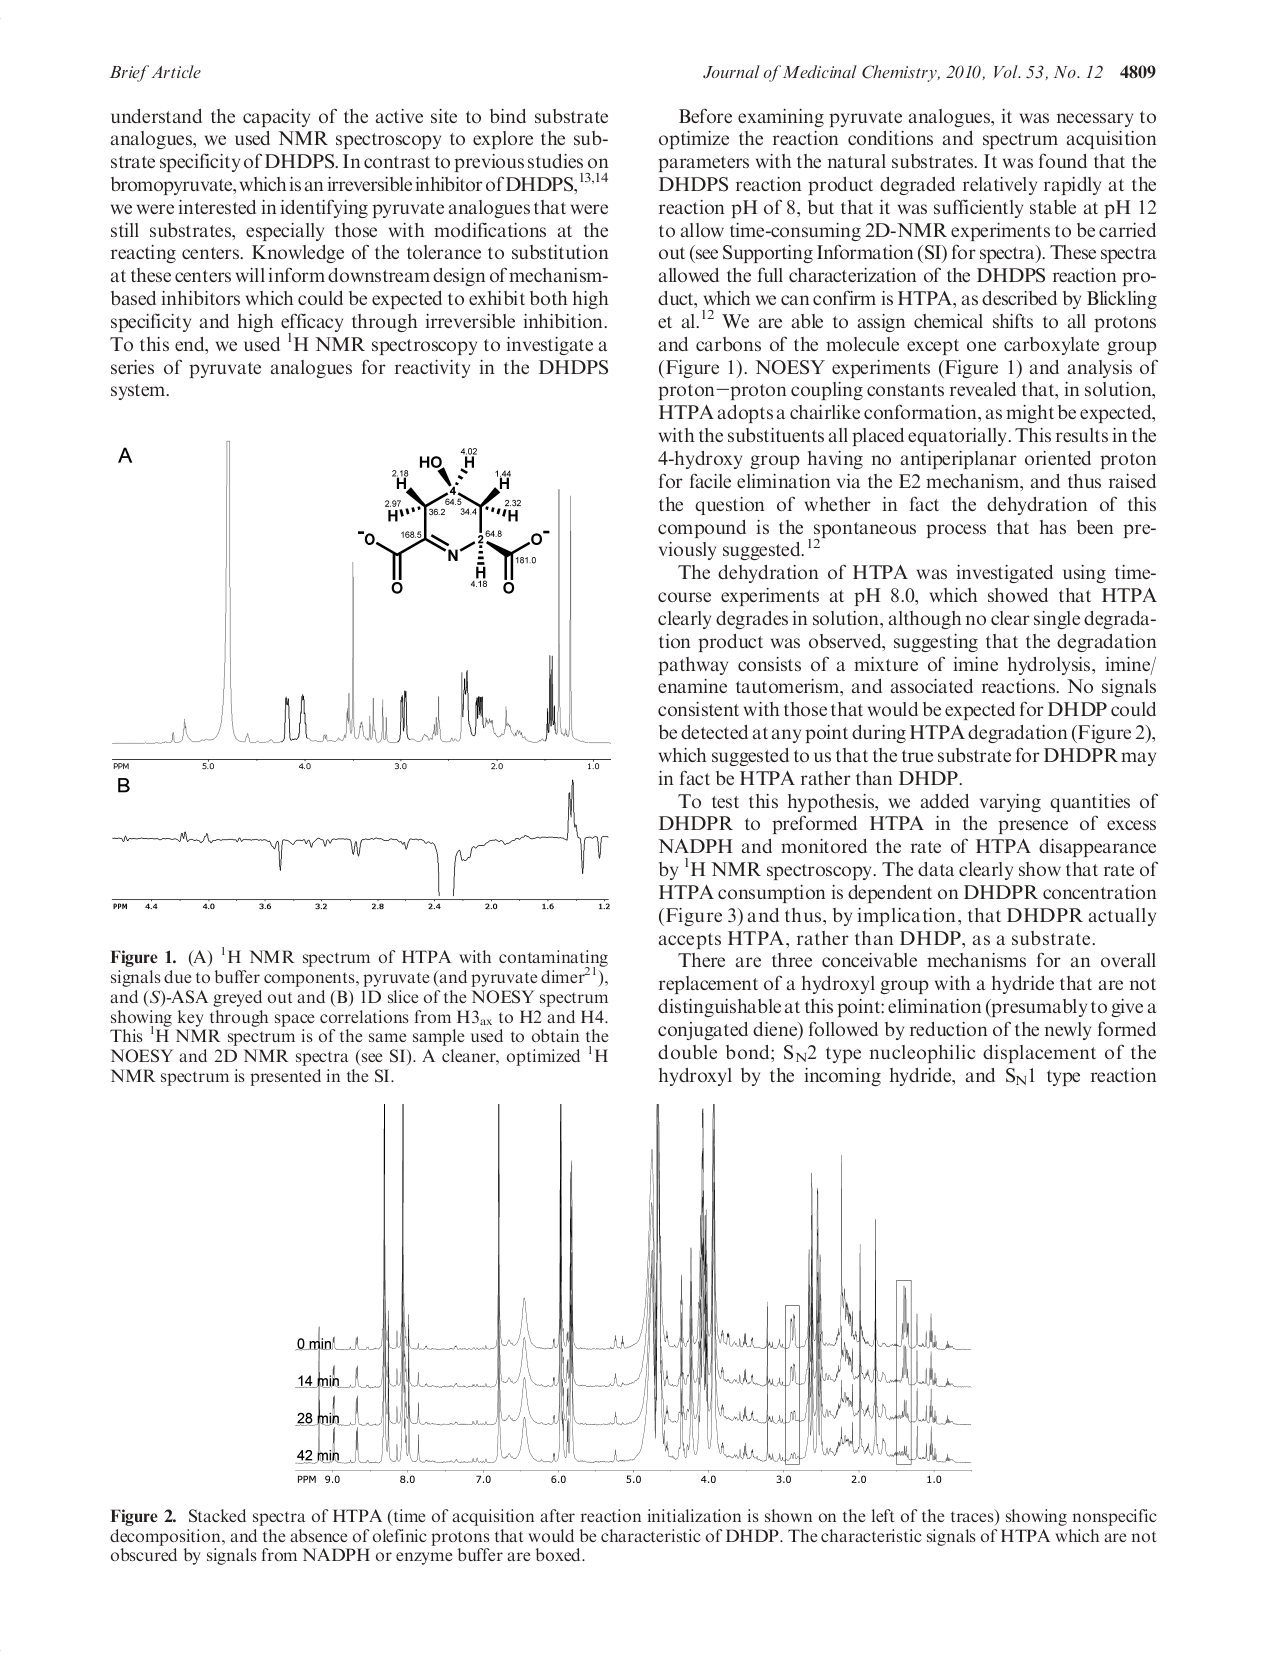 Brief Article
Journal of Medicinal Chemistry, 2010, Vol. 53, No. 12 4809
understand the capacity of the active site to bind substrate
analogues, we used NMR spectroscopy to explore the sub-
strate specificity of DHDPS. In contrast to previous studies on
bromopyruvate, which is an irreversible inhibitor of DHDPS,13,14
we were interested in identifying pyruvate analogues that were
still substrates, especially those with modifications at the
reacting centers. Knowledge of the tolerance to substitution
at these centers will inform downstream design of mechanism-
based inhibitors which could be expected to exhibit both high
specificity and high efficacy through irreversible inhibition.
To this end, we used 1H NMR spectroscopy to investigate a
series of pyruvate analogues for reactivity in the DHDPS
system.
A
4.02
HO H
2.18 1.44
H 4 H
2.97 64.5 2.32
H 36.2 34.4 H
-O 168.5 2 64.8 O-
N
H 181.0
O 4.18 O
PPM 5.0 4.0 3.0 2.0 1.0
B
PPM 4.4 4.0 3.6 3.2 2.8 2.4 2.0 1.6 1.2
Figure 1. (A) 1H NMR spectrum of HTPA with contaminating
signals due to buffer components, pyruvate (and pyruvate dimer21),
and (S)-ASA greyed out and (B) 1D slice of the NOESY spectrum
showing key through space correlations from H3ax to H2 and H4.
This 1H NMR spectrum is of the same sample used to obtain the
NOESY and 2D NMR spectra (see SI). A cleaner, optimized 1H
NMR spectrum is presented in the SI.
Before examining pyruvate analogues, it was necessary to
optimize the reaction conditions and spectrum acquisition
parameters with the natural substrates. It was found that the
DHDPS reaction product degraded relatively rapidly at the
reaction pH of 8, but that it was sufficiently stable at pH 12
to allow time-consuming 2D-NMR experiments to be carried
out (see Supporting Information (SI) for spectra). These spectra
allowed the full characterization of the DHDPS reaction pro-
duct, which we can confirm is HTPA, as described by Blickling
et al.12 We are able to assign chemical shifts to all protons
and carbons of the molecule except one carboxylate group
(Figure 1). NOESY experiments (Figure 1) and analysis of
proton−proton coupling constants revealed that, in solution,
HTPA adopts a chairlike conformation, as might be expected,
with the substituents all placed equatorially. This results in the
4-hydroxy group having no antiperiplanar oriented proton
for facile elimination via the E2 mechanism, and thus raised
the question of whether in fact the dehydration of this
compound is the spontaneous process that has been pre-
viously suggested.12
The dehydration of HTPA was investigated using time-
course experiments at pH 8.0, which showed that HTPA
clearly degrades in solution, although no clear single degrada-
tion product was observed, suggesting that the degradation
pathway consists of a mixture of imine hydrolysis, imine/
enamine tautomerism, and associated reactions. No signals
consistent with those that would be expected for DHDP could
be detected at any point during HTPA degradation (Figure 2),
which suggested to us that the true substrate for DHDPR may
in fact be HTPA rather than DHDP.
To test this hypothesis, we added varying quantities of
DHDPR to preformed HTPA in the presence of excess
NADPH and monitored the rate of HTPA disappearance
by 1H NMR spectroscopy. The data clearly show that rate of
HTPA consumption is dependent on DHDPR concentration
(Figure 3) and thus, by implication, that DHDPR actually
accepts HTPA, rather than DHDP, as a substrate.
There are three conceivable mechanisms for an overall
replacement of a hydroxyl group with a hydride that are not
distinguishable at this point: elimination (presumably to give a
conjugated diene) followed by reduction of the newly formed
double bond; SN2 type nucleophilic displacement of the
hydroxyl by the incoming hydride, and SN1 type reaction
0 min
14 min
28 min
42 min
PPM 9.0 8.0 7.0 6.0 5.0 4.0 3.0 2.0 1.0
Figure 2. Stacked spectra of HTPA (time of acquisition after reaction initialization is shown on the left of the traces) showing nonspecific
decomposition, and the absence of olefinic protons that would be characteristic of DHDP. The characteristic signals of HTPA which are not
obscured by signals from NADPH or enzyme buffer are boxed.